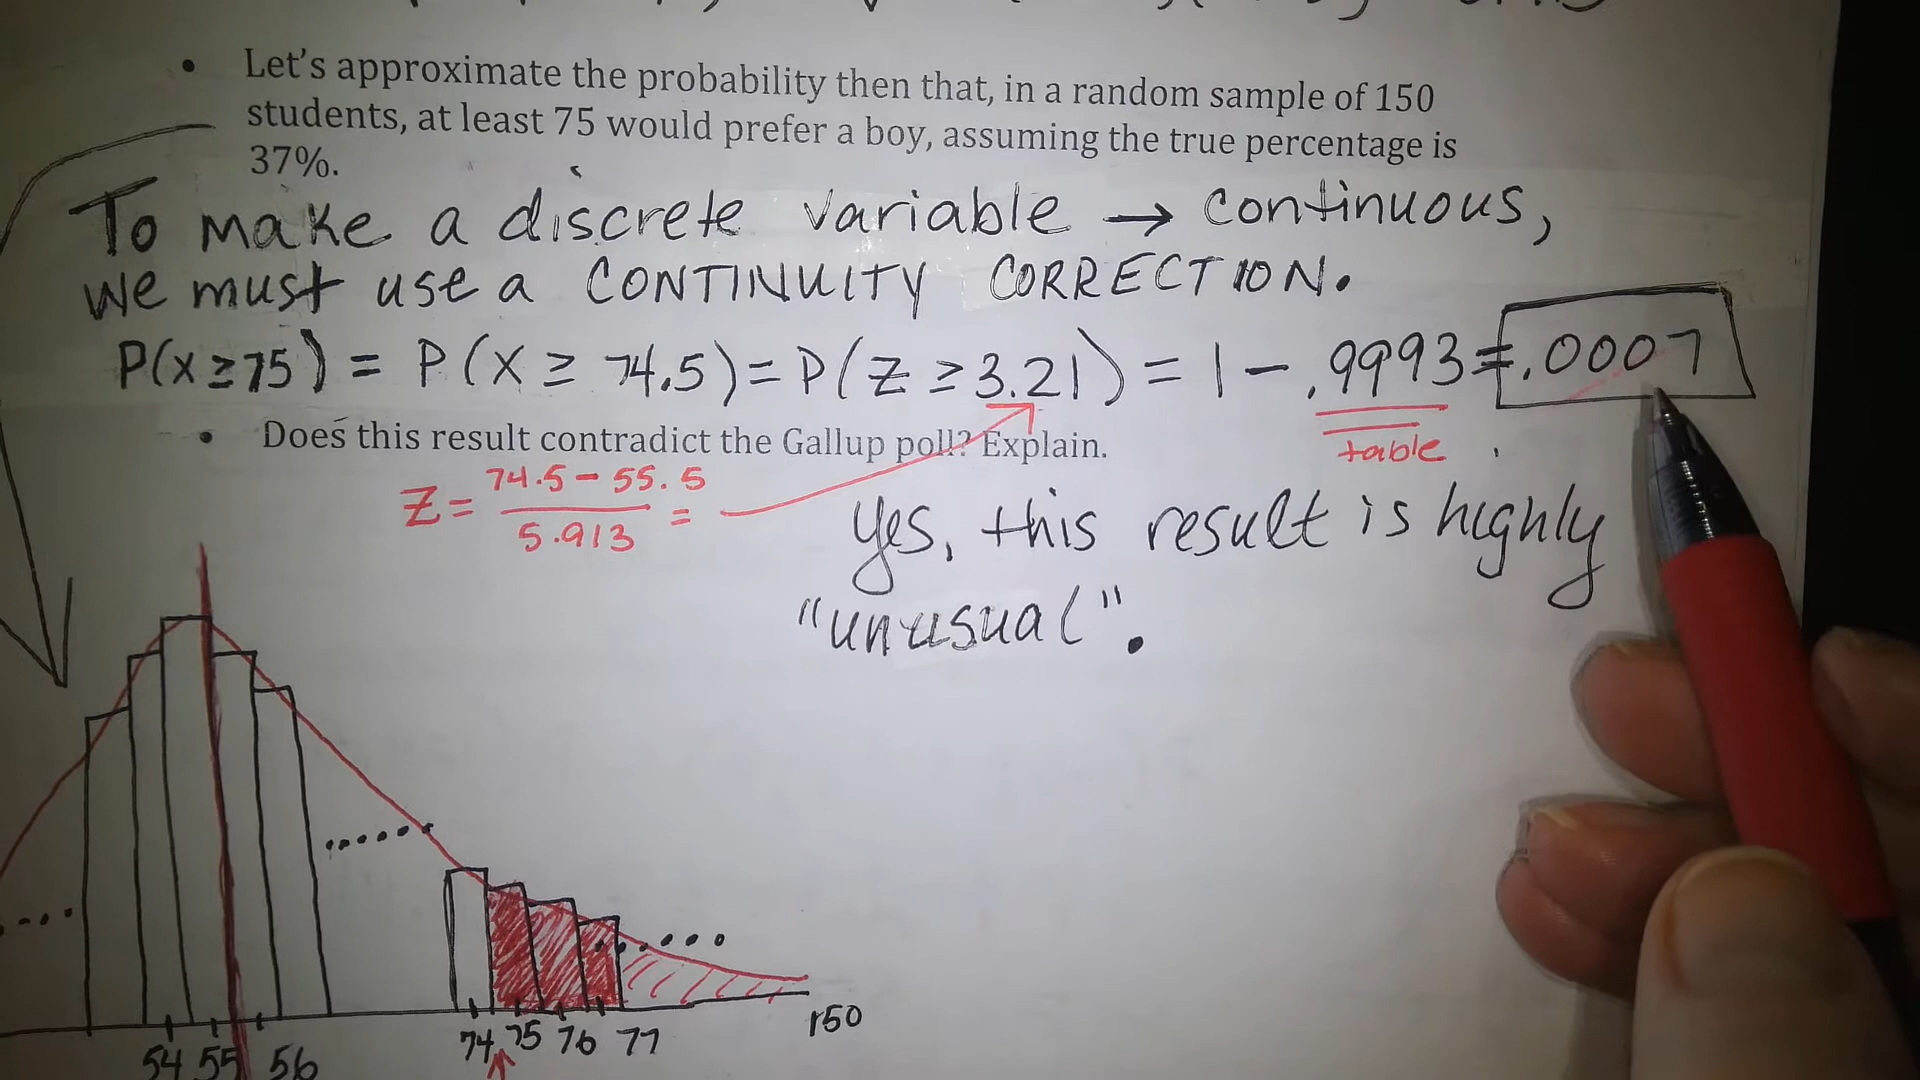 • Let's approximate the probability then that, in a random sample of 150
students, at least 75 would prefer a boy, assuming the true percentage is
37%.
To make a discrete variable → continuous,
we must use a CONTINUITY CORRECTION.
P(X ≥ 75) = P(X ≥ 74.5) = P(Z ≥ 3.21) = 1 - .9993 = .0007
• Does this result contradict the Gallup poll? Explain.
table
Z = 74.5 - 55.5 / 5.913 =
Yes, this result is highly
"unusual".
54 55 56 74 75 76 77 150